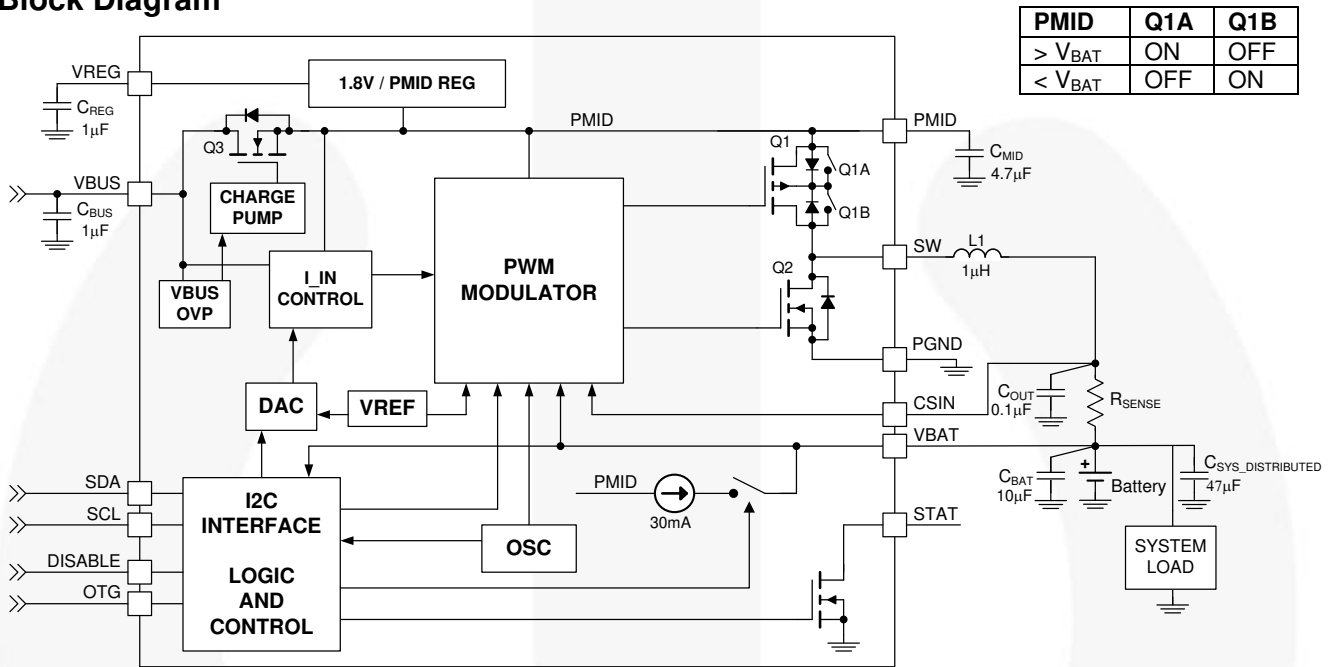 Block Diagram
PMID Q1A Q1B
> VBAT ON OFF
< VBAT OFF ON
VREG
1.8V / PMID REG
CREG
1µF
PMID
PMID
Q3
Q1
Q1A
CMID
4.7µF
VBUS
CHARGE
PUMP
Q1B
CBUS
1µF
SW
L1
1µH
PWM
MODULATOR
I_IN
CONTROL
VBUS
OVP
Q2
PGND
DAC
VREF
CSIN
COUT
0.1µF
RSENSE
VBAT
SDA
PMID
30mA
CBAT
10µF
+
Battery
CSYS_DISTRIBUTED
47µF
SCL
I2C
INTERFACE
STAT
OSC
SYSTEM
LOAD
DISABLE
OTG
LOGIC
AND
CONTROL